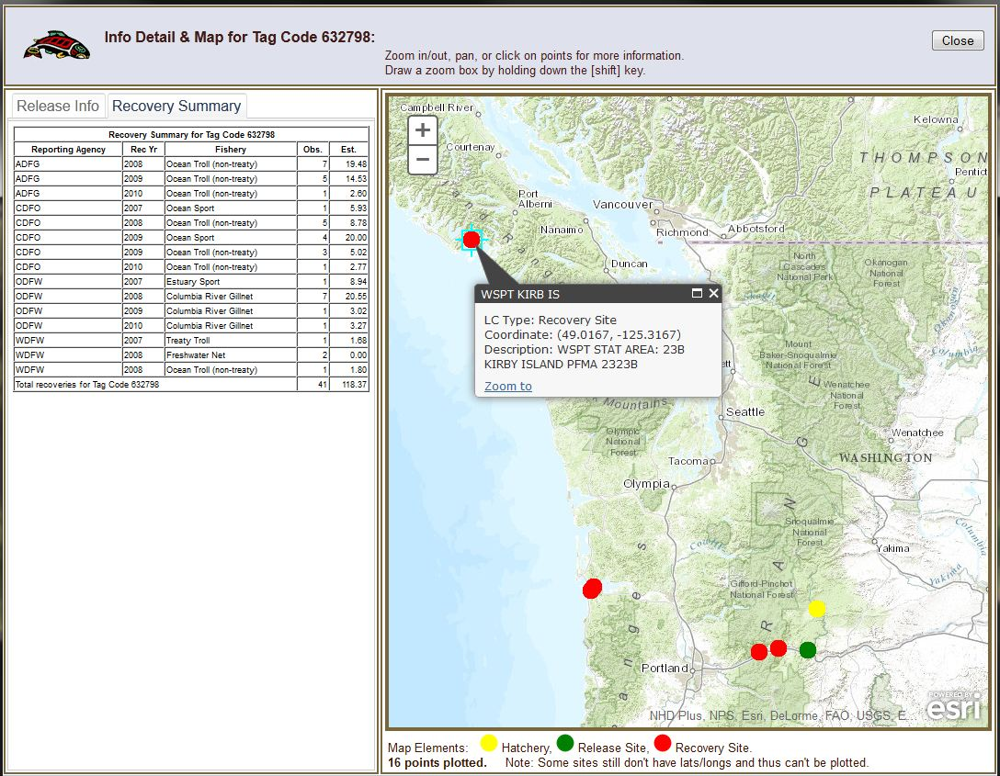 Info Detail & Map for Tag Code 632798:
Zoom in/out, pan, or click on points for more information.
Draw a zoom box by holding down the [shift] key.
Close
Release Info
Recovery Summary
Recovery Summary for Tag Code 632798
Reporting Agency Rec Yr Fishery Obs. Est.
ADFG 2008 Ocean Troll (non-treaty) 7 19.48
ADFG 2009 Ocean Troll (non-treaty) 5 14.53
ADFG 2010 Ocean Troll (non-treaty) 1 2.60
CDFO 2007 Ocean Sport 1 5.93
CDFO 2008 Ocean Troll (non-treaty) 5 8.78
CDFO 2009 Ocean Sport 4 20.00
CDFO 2009 Ocean Troll (non-treaty) 3 5.02
CDFO 2010 Ocean Troll (non-treaty) 1 2.77
ODFW 2007 Estuary Sport 1 8.94
ODFW 2008 Columbia River Gillnet 7 20.55
ODFW 2009 Columbia River Gillnet 1 3.02
ODFW 2010 Columbia River Gillnet 1 3.27
WDFW 2007 Treaty Troll 1 1.68
WDFW 2008 Freshwater Net 2 0.00
WDFW 2008 Ocean Troll (non-treaty) 1 1.80
Total recoveries for Tag Code 632798 41 118.37
+
−
Campbell River
Courtenay
Kelowna
THOMPSON
PLATEAU
Pentict
Port
Alberni
Vancouver
Nanaimo
Richmond
Abbotsford
Duncan
North
Cascades
National Park
Okanogan
National
Forest
Skagit
Okanogan
Columbia
WSPT KIRB IS
LC Type: Recovery Site
Coordinate: (49.0167, -125.3167)
Description: WSPT STAT AREA: 23B
KIRBY ISLAND PFMA 2323B
Zoom to
Mount
Baker-Snoqualmie
National Forest
ett
Wenatchee
National
Forest
Mountains
Seattle
Olympic
National
Forest
Wenatchee
Tacoma
WASHINGTON
Olympia
Snoqualmie
National
Forest
Columbia
Cowlitz
Yakima
Yakima
Gifford-Pinchot
National Forest
Portland
POWERED BY
esri
NHD Plus, NPS, Esri, DeLorme, FAO, USGS, E...
Map Elements: Hatchery, Release Site, Recovery Site.
16 points plotted. Note: Some sites still don't have lats/longs and thus can't be plotted.